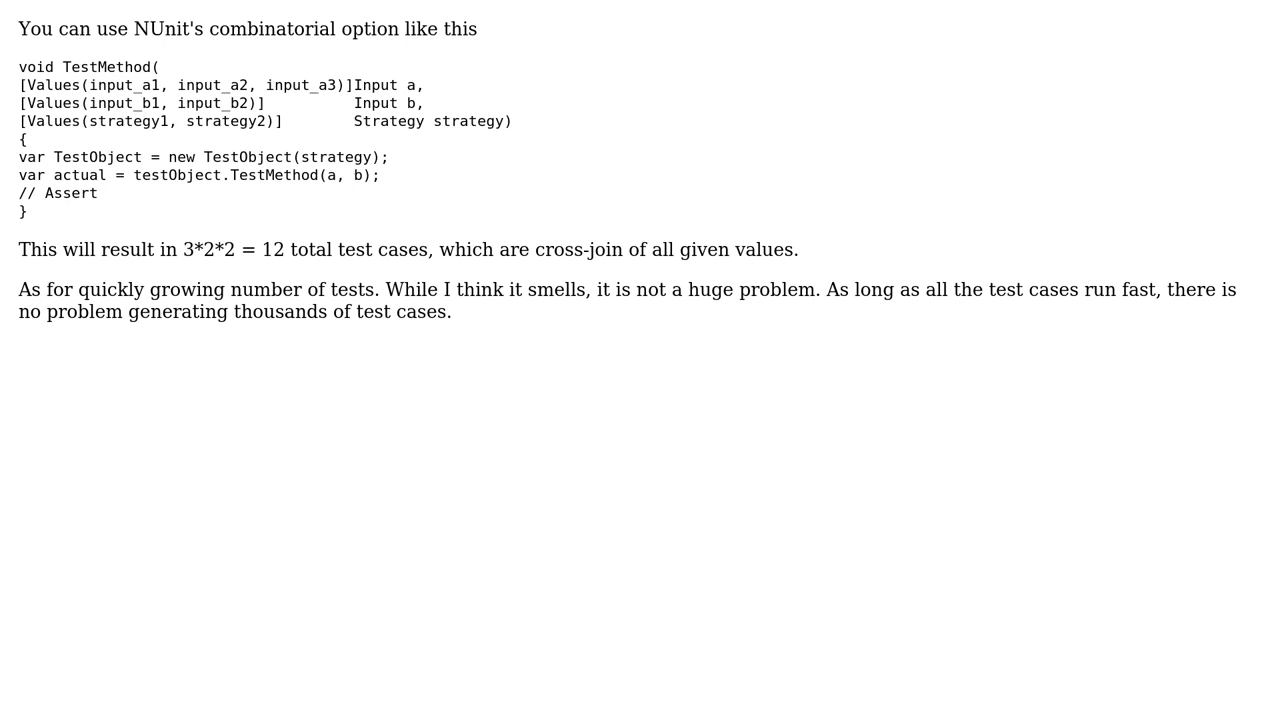 You can use NUnit's combinatorial option like this
void TestMethod(
[Values(input_a1, input_a2, input_a3)]Input a,
[Values(input_b1, input_b2)]          Input b,
[Values(strategy1, strategy2)]        Strategy strategy)
{
var TestObject = new TestObject(strategy);
var actual = testObject.TestMethod(a, b);
// Assert
}
This will result in 3*2*2 = 12 total test cases, which are cross-join of all given values.
As for quickly growing number of tests. While I think it smells, it is not a huge problem. As long as all the test cases run fast, there is
no problem generating thousands of test cases.